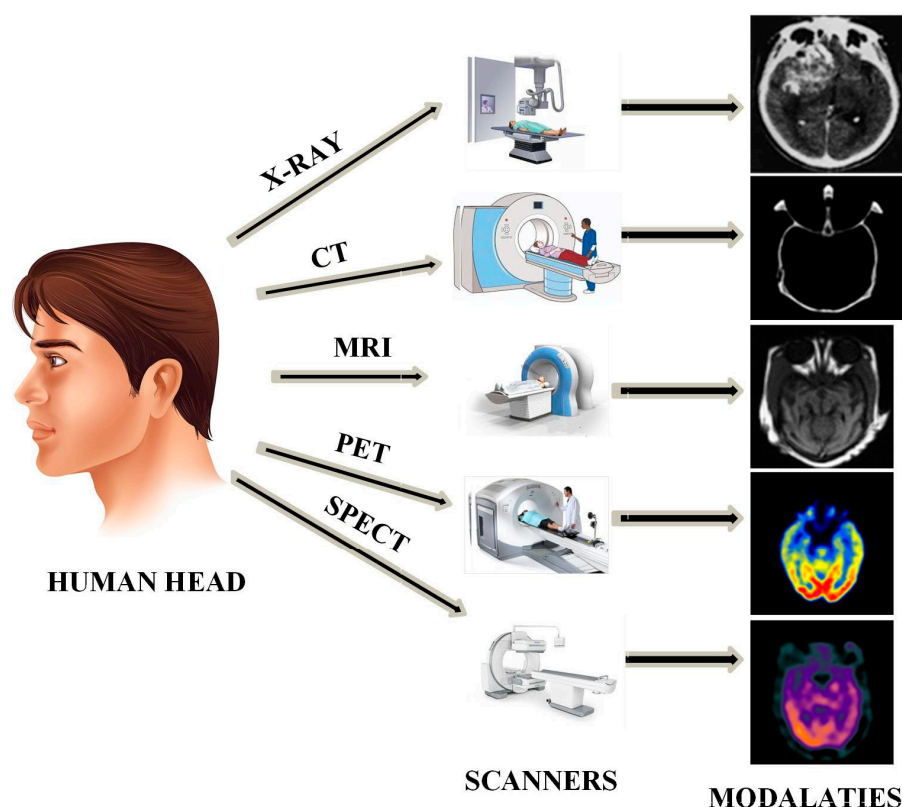 X-RAY
CT
MRI
PET
SPECT
HUMAN HEAD
SCANNERS
MODALATIES